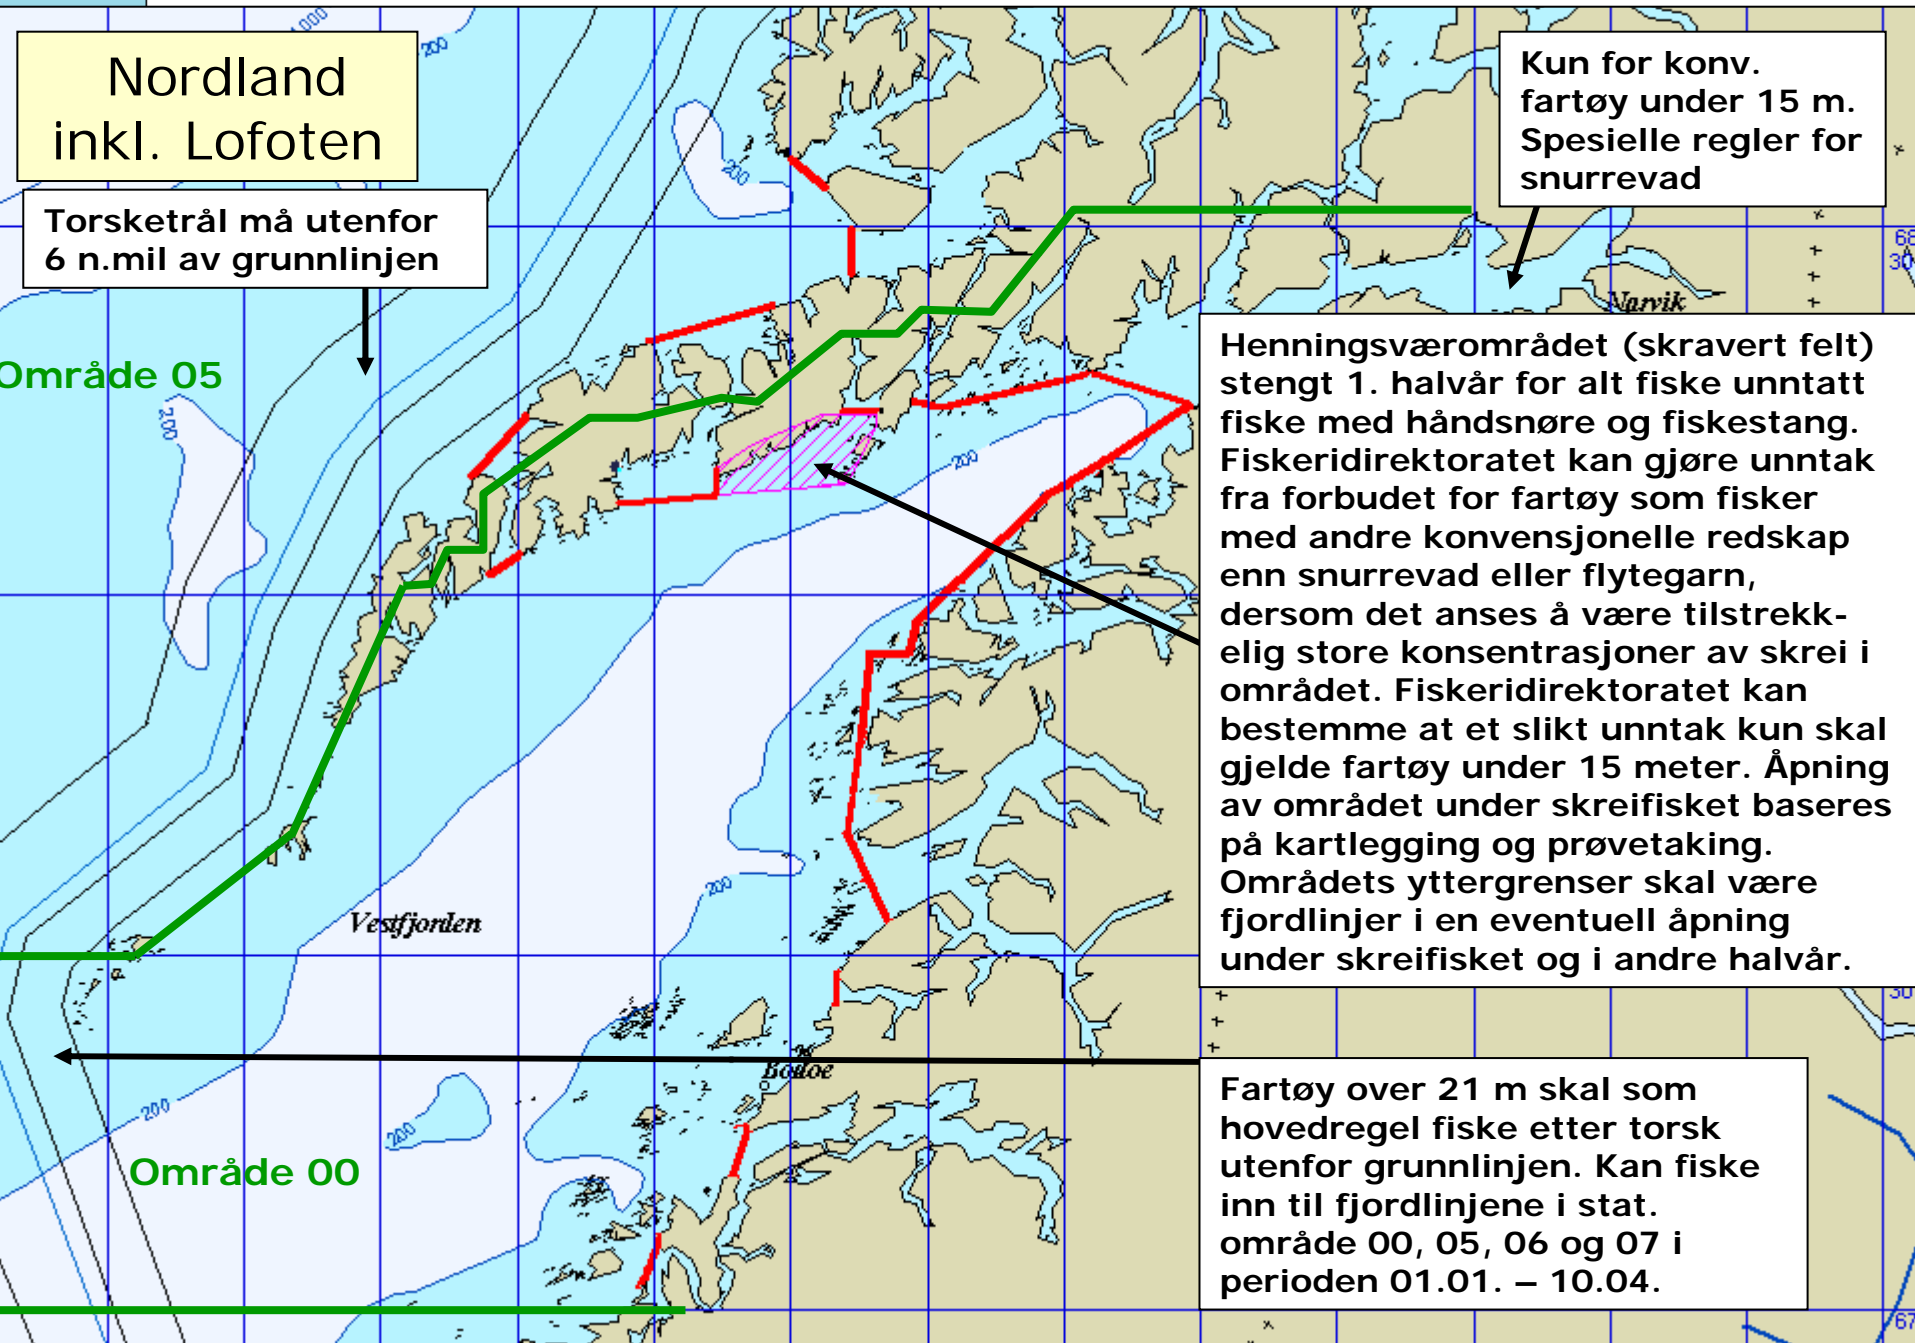 Nordland
inkl. Lofoten
Torsketrål må utenfor
6 n.mil av grunnlinjen
Kun for konv.
fartøy under 15 m.
Spesielle regler for
snurrevad
Område 05
Narvik
Henningsværområdet (skravert felt)
stengt 1. halvår for alt fiske unntatt
fiske med håndsnøre og fiskestang.
Fiskeridirektoratet kan gjøre unntak
fra forbudet for fartøy som fisker
med andre konvensjonelle redskap
enn snurrevad eller flytegarn,
dersom det anses å være tilstrekk-
elig store konsentrasjoner av skrei i
området. Fiskeridirektoratet kan
bestemme at et slikt unntak kun skal
gjelde fartøy under 15 meter. Åpning
av området under skreifisket baseres
på kartlegging og prøvetaking.
Områdets yttergrenser skal være
fjordlinjer i en eventuell åpning
under skreifisket og i andre halvår.
Vestfjorden
Bodoe
Område 00
Fartøy over 21 m skal som
hovedregel fiske etter torsk
utenfor grunnlinjen. Kan fiske
inn til fjordlinjene i stat.
område 00, 05, 06 og 07 i
perioden 01.01. – 10.04.
200
200
200
200
200
200
200
68
30
30
67